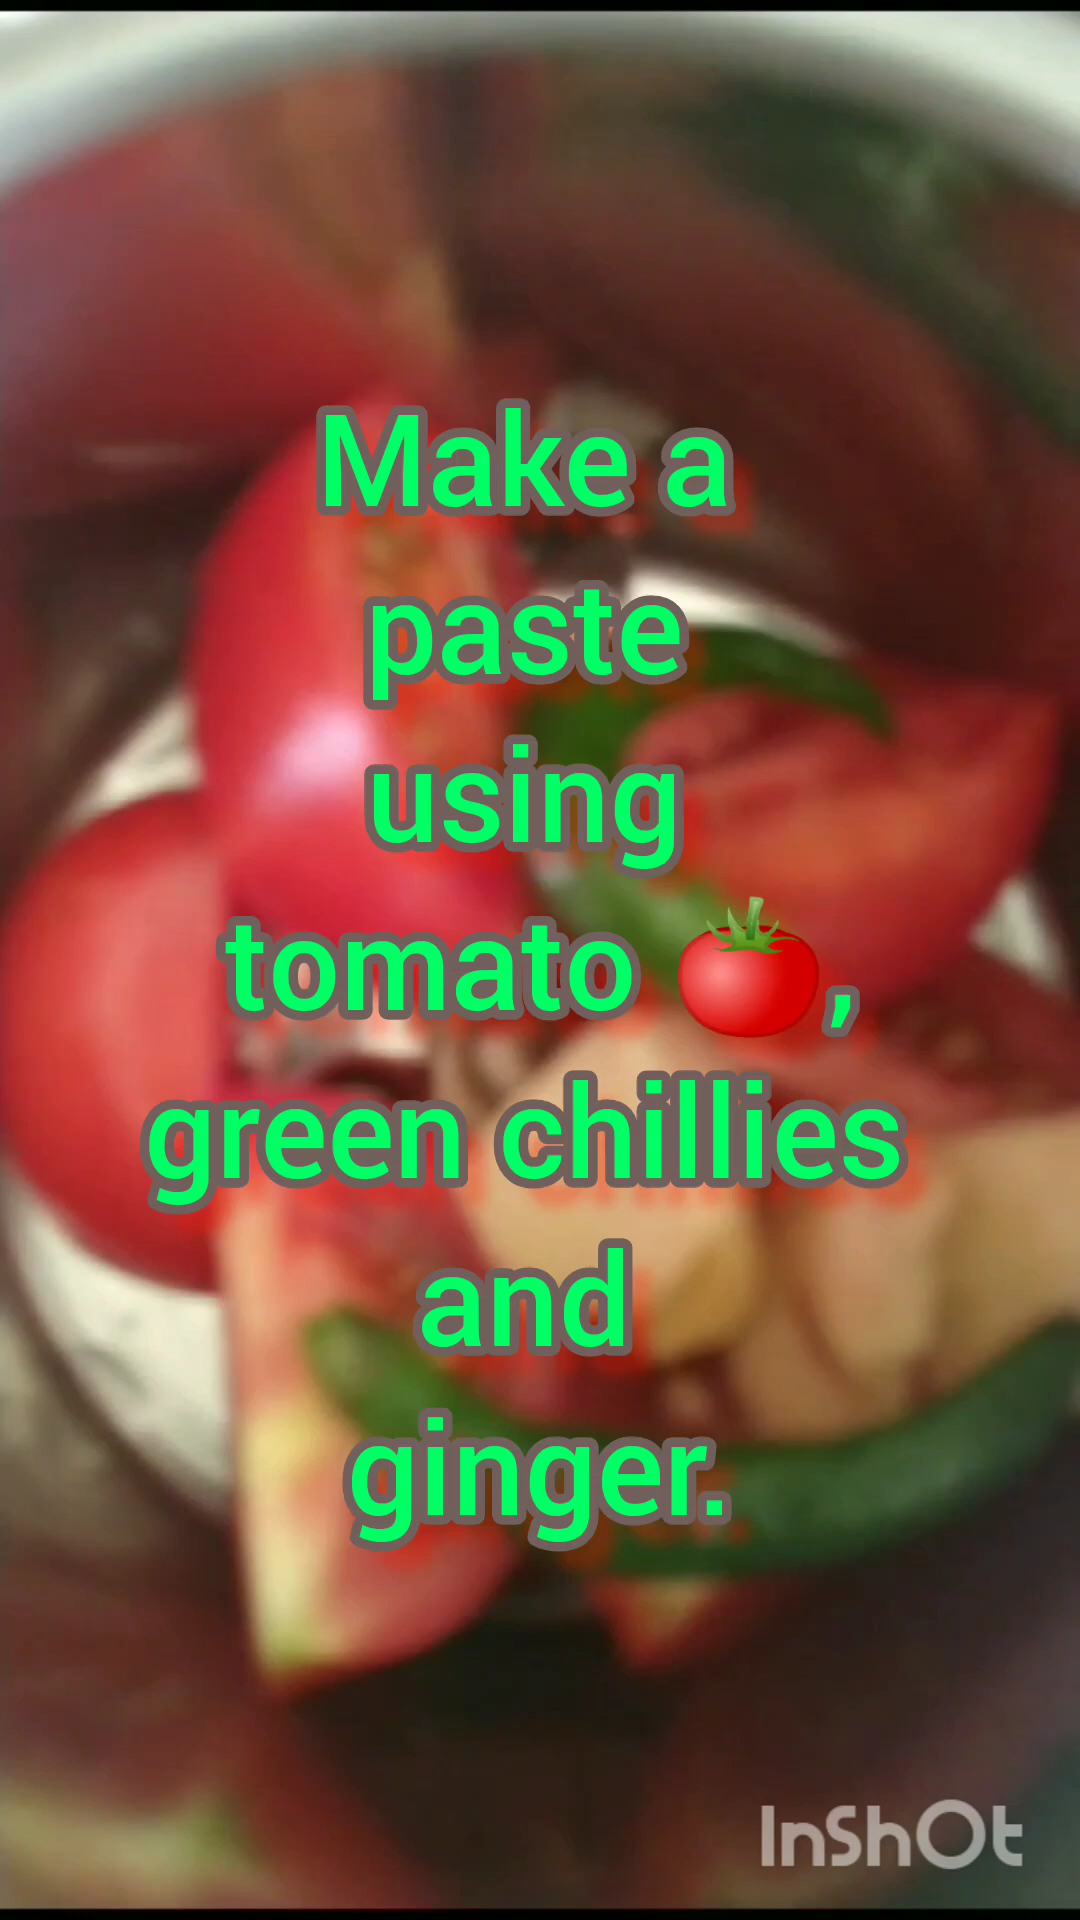 Make a
paste
using
tomato 🍅,
green chillies
and
ginger.
InShOt